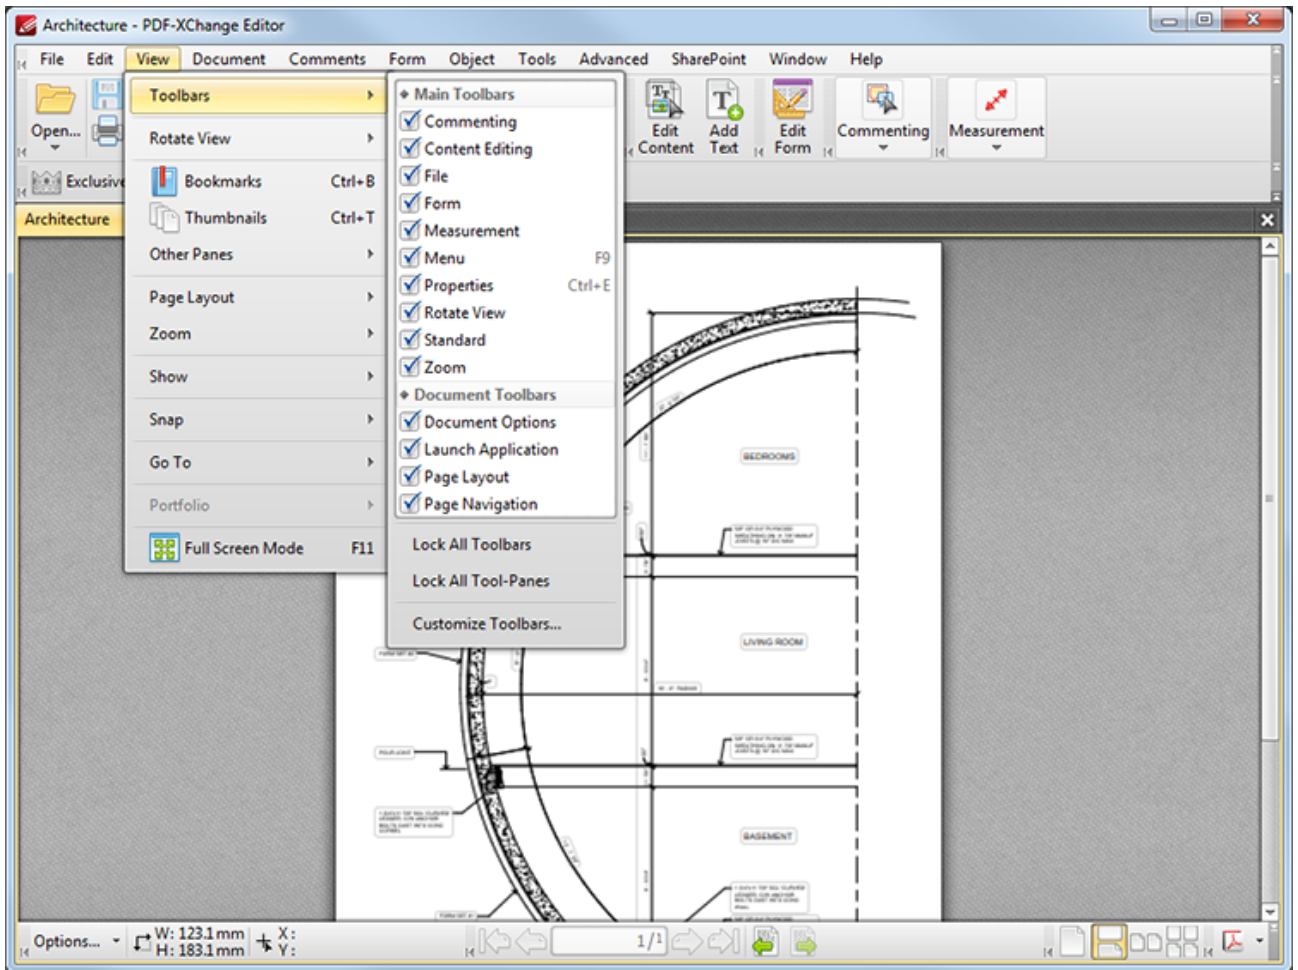 Architecture - PDF-XChange Editor
File Edit View Document Comments Form Object Tools Advanced SharePoint Window Help
Open...
Edit Content
Add Text
Edit Form
Commenting
Measurement
Exclusive
Architecture
Toolbars
Rotate View
Bookmarks Ctrl+B
Thumbnails Ctrl+T
Other Panes
Page Layout
Zoom
Show
Snap
Go To
Portfolio
Full Screen Mode F11
Main Toolbars
Commenting
Content Editing
File
Form
Measurement
Menu F9
Properties Ctrl+E
Rotate View
Standard
Zoom
Document Toolbars
Document Options
Launch Application
Page Layout
Page Navigation
Lock All Toolbars
Lock All Tool-Panes
Customize Toolbars...
BEDROOMS
LIVING ROOM
BASEMENT
Options...
W: 123.1 mm X:
H: 183.1 mm Y:
1/1